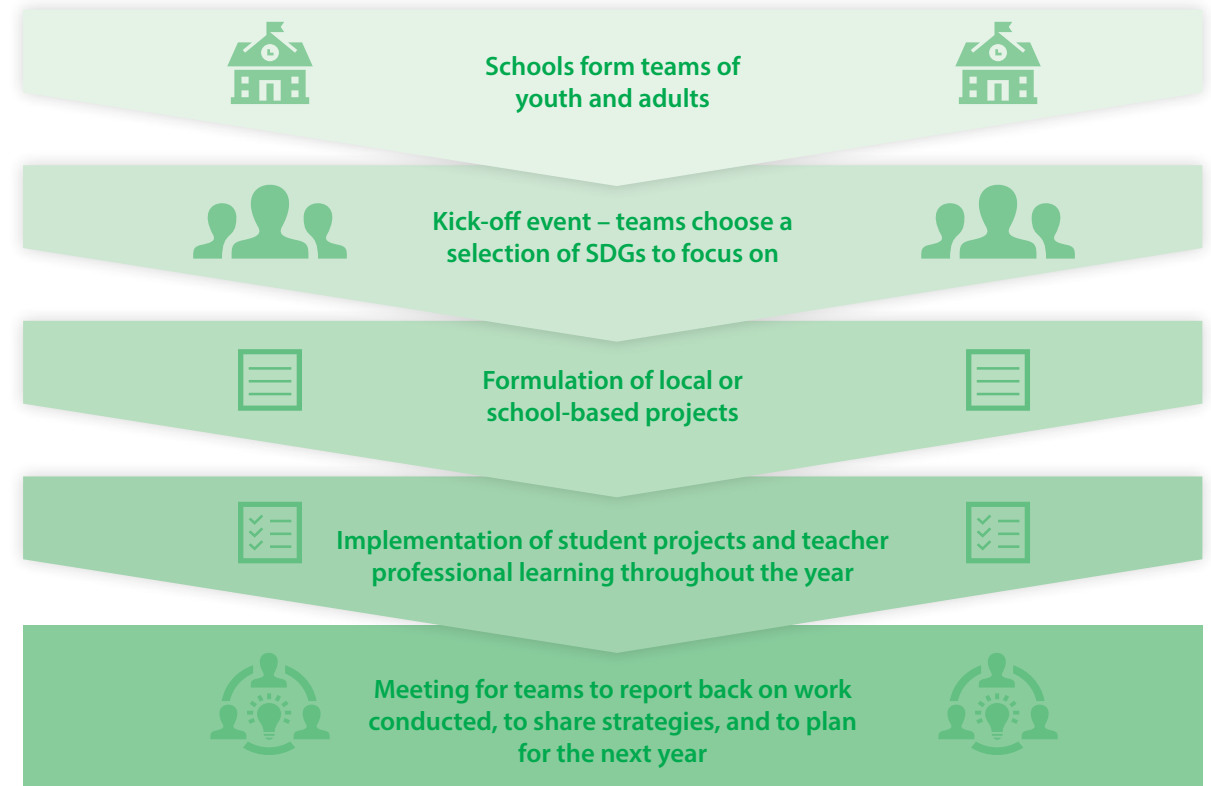 Schools form teams of
youth and adults
Kick-off event – teams choose a
selection of SDGs to focus on
Formulation of local or
school-based projects
Implementation of student projects and teacher
professional learning throughout the year
Meeting for teams to report back on work
conducted, to share strategies, and to plan
for the next year